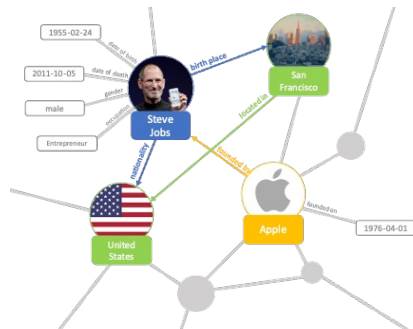 1955-02-24
date of birth
2011-10-05
date of death
male
gender
Entrepreneur
occupation
Steve
Jobs
birth place
San
Francisco
located in
nationality
founded by
United
States
Apple
founded on
1976-04-01